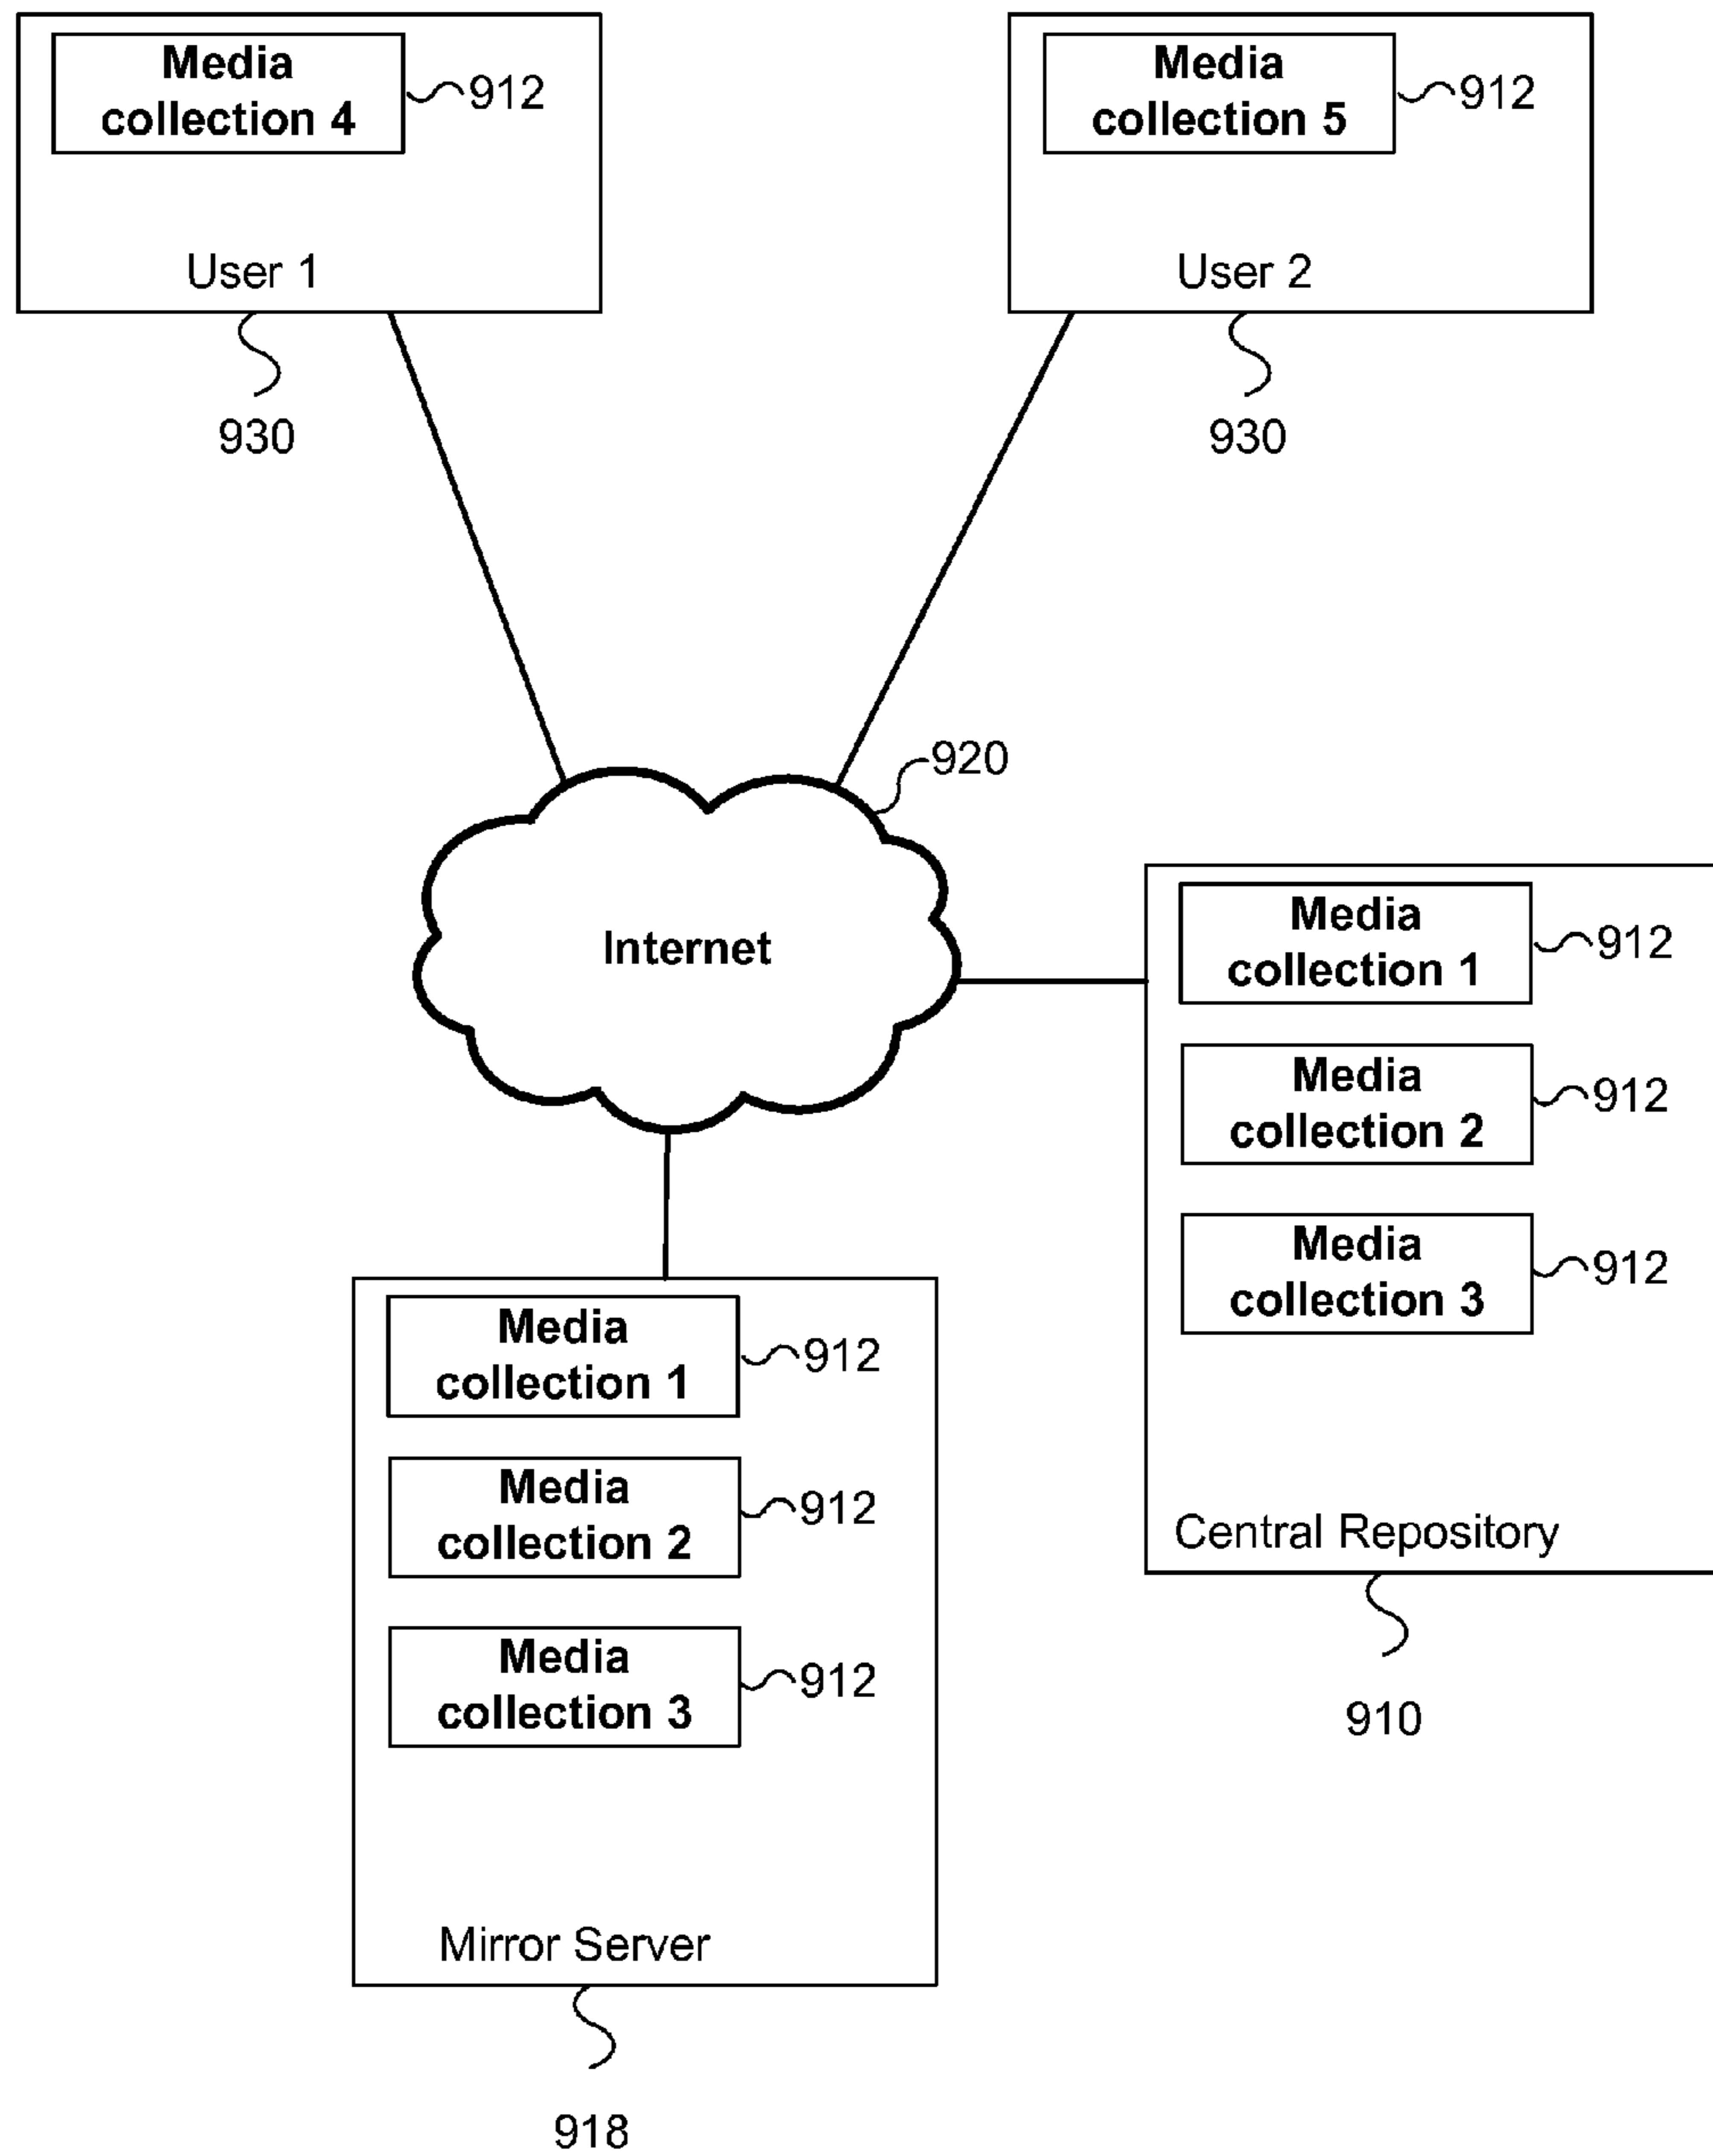 Media
collection 4
912
User 1
930
Media
collection 5
912
User 2
930
920
Internet
Media
collection 1
912
Media
collection 2
912
Media
collection 3
912
Central Repository
910
Media
collection 1
912
Media
collection 2
912
Media
collection 3
912
Mirror Server
918